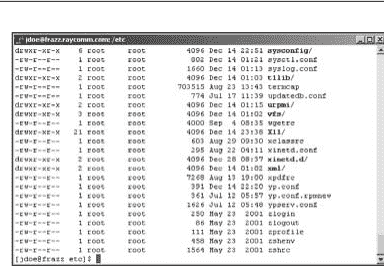 jdoe@frazz.raycomm.com: /etc
drwxr-xr-x 8 root root 4096 Dec 14 22:51 sysconfig/
-rw-r--r-- 1 root root 802 Dec 14 01:21 sysctl.conf
-rw-r--r-- 1 root root 1660 Dec 14 01:13 syslog.conf
drwxr-xr-x 2 root root 4096 Dec 14 01:03 tllib/
-rw-r--r-- 1 root root 703515 Aug 23 13:43 termcap
-rw-r--r-- 1 root root 774 Jul 17 11:39 updatedb.conf
drwxr-xr-x 2 root root 4096 Dec 14 01:15 urpmi/
drwxr-xr-x 3 root root 4096 Dec 14 01:02 vfs/
-rw-r--r-- 1 root root 4000 Sep 4 08:35 wgetrc
drwxr-xr-x 21 root root 4096 Dec 14 23:38 X11/
-rw-r--r-- 1 root root 603 Aug 29 09:30
-rw-r--r-- 1 root root 295 Aug 22 04:11 xinetd.conf
drwxr-xr-x 2 root root 4096 Dec 28 08:57 xinetd.d/
drwxr-xr-x 2 root root 4096 Dec 14 01:02 xml/
-rw-r--r-- 1 root root 7268 Aug 13 19:00 xpdfrc
-rw-r--r-- 1 root root 391 Dec 14 22:20 yp.conf
-rw-r--r-- 1 root root 361 Jul 12 05:57 yp.conf.rpmnew
-rw-r--r-- 1 root root 1626 Jul 12 05:48 ypserv.conf
-rw-r--r-- 1 root root 250 May 23 2001 zlogin
-rw-r--r-- 1 root root 86 May 23 2001 zlogout
-rw-r--r-- 1 root root 111 May 23 2001 zprofile
-rw-r--r-- 1 root root 458 May 23 2001 zshenv
-rw-r--r-- 1 root root 1564 May 23 2001 zshrc
[jdoe@frazz etc]$